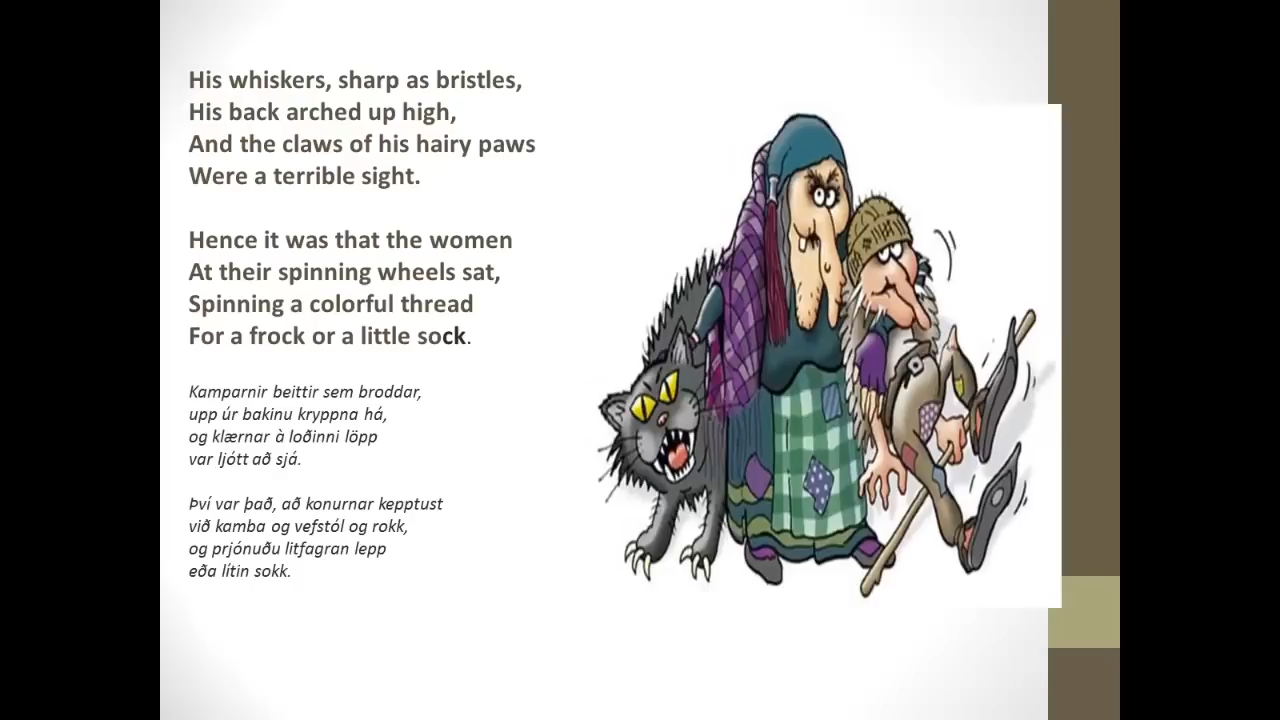 His whiskers, sharp as bristles,
His back arched up high,
And the claws of his hairy paws
Were a terrible sight.
Hence it was that the women
At their spinning wheels sat,
Spinning a colorful thread
For a frock or a little sock.
Kamparnir beittir sem broddar,
upp úr bakinu kryppna há,
og klærnar à loðinni löpp
var ljótt að sjá.
Því var það, að konurnar kepptust
við kamba og vefstól og rokk,
og prjónuðu litfagran lepp
eða lítin sokk.